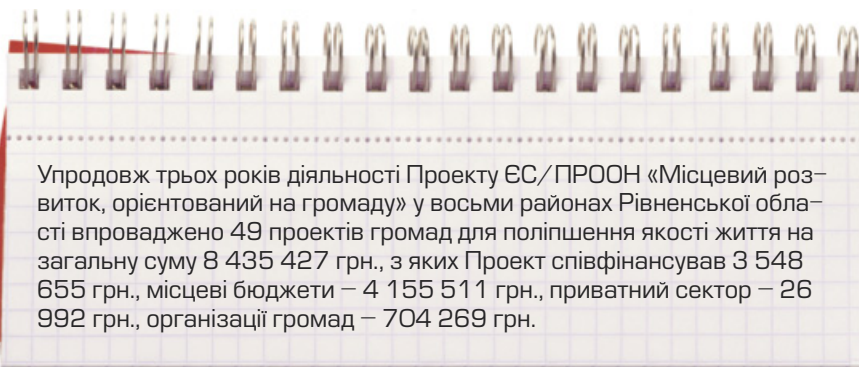 Упродовж трьох років діяльності Проекту ЄС/ПРООН «Місцевий роз–
виток, орієнтований на громаду» у восьми районах Рівненської обла–
сті впроваджено 49 проектів громад для поліпшення якості життя на
загальну суму 8 435 427 грн., з яких Проект співфінансував 3 548
655 грн., місцеві бюджети – 4 155 511 грн., приватний сектор – 26
992 грн., організації громад – 704 269 грн.